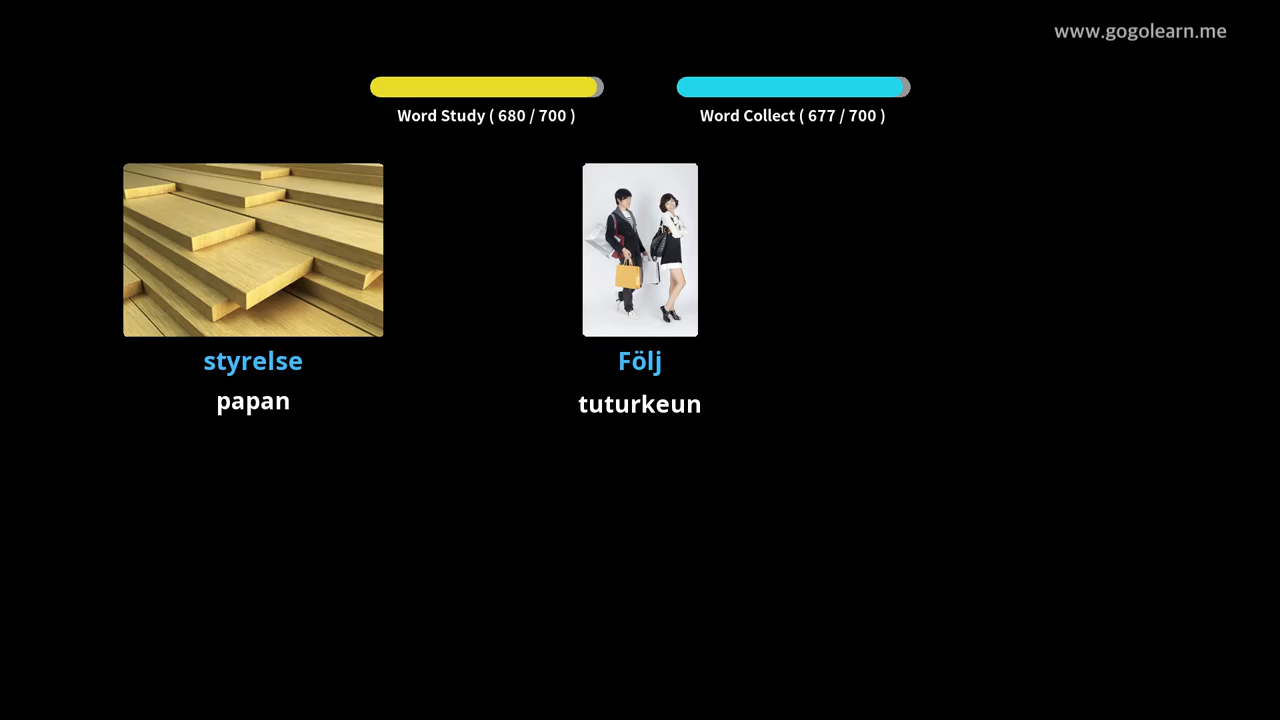 www.gogolearn.me
Word Study ( 680 / 700 )
Word Collect ( 677 / 700 )
styrelse
papan
Följ
tuturkeun